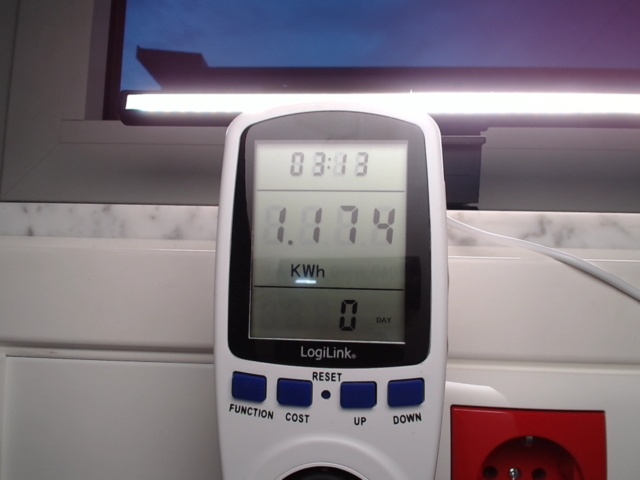 03:13
1.174
KWh
0 DAY
LogiLink®
RESET
FUNCTION COST UP DOWN